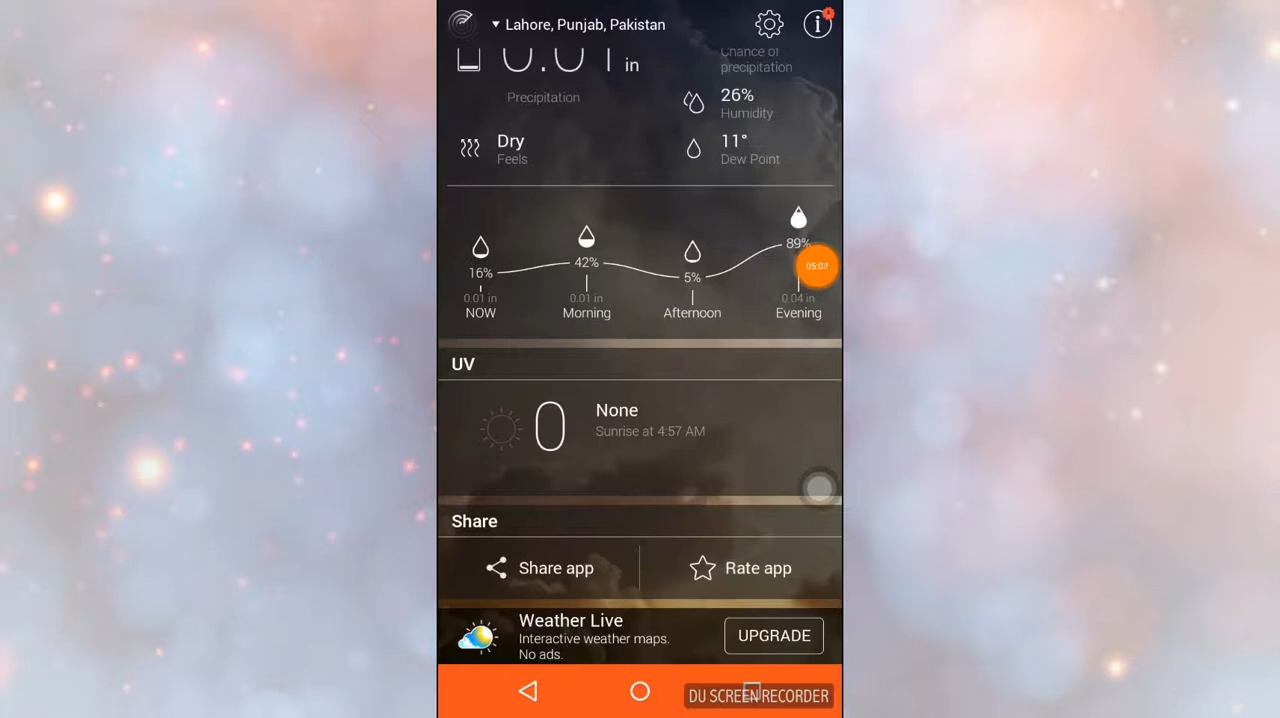 Lahore, Punjab, Pakistan
0.01 in
Precipitation
Chance of
precipitation
26%
Humidity
Dry
Feels
11°
Dew Point
16%
42%
5%
89%
0.01 in
0.01 in
0.04 in
NOW
Morning
Afternoon
Evening
05:02
UV
0
None
Sunrise at 4:57 AM
Share
Share app
Rate app
Weather Live
Interactive weather maps.
No ads.
UPGRADE
DU SCREEN RECORDER